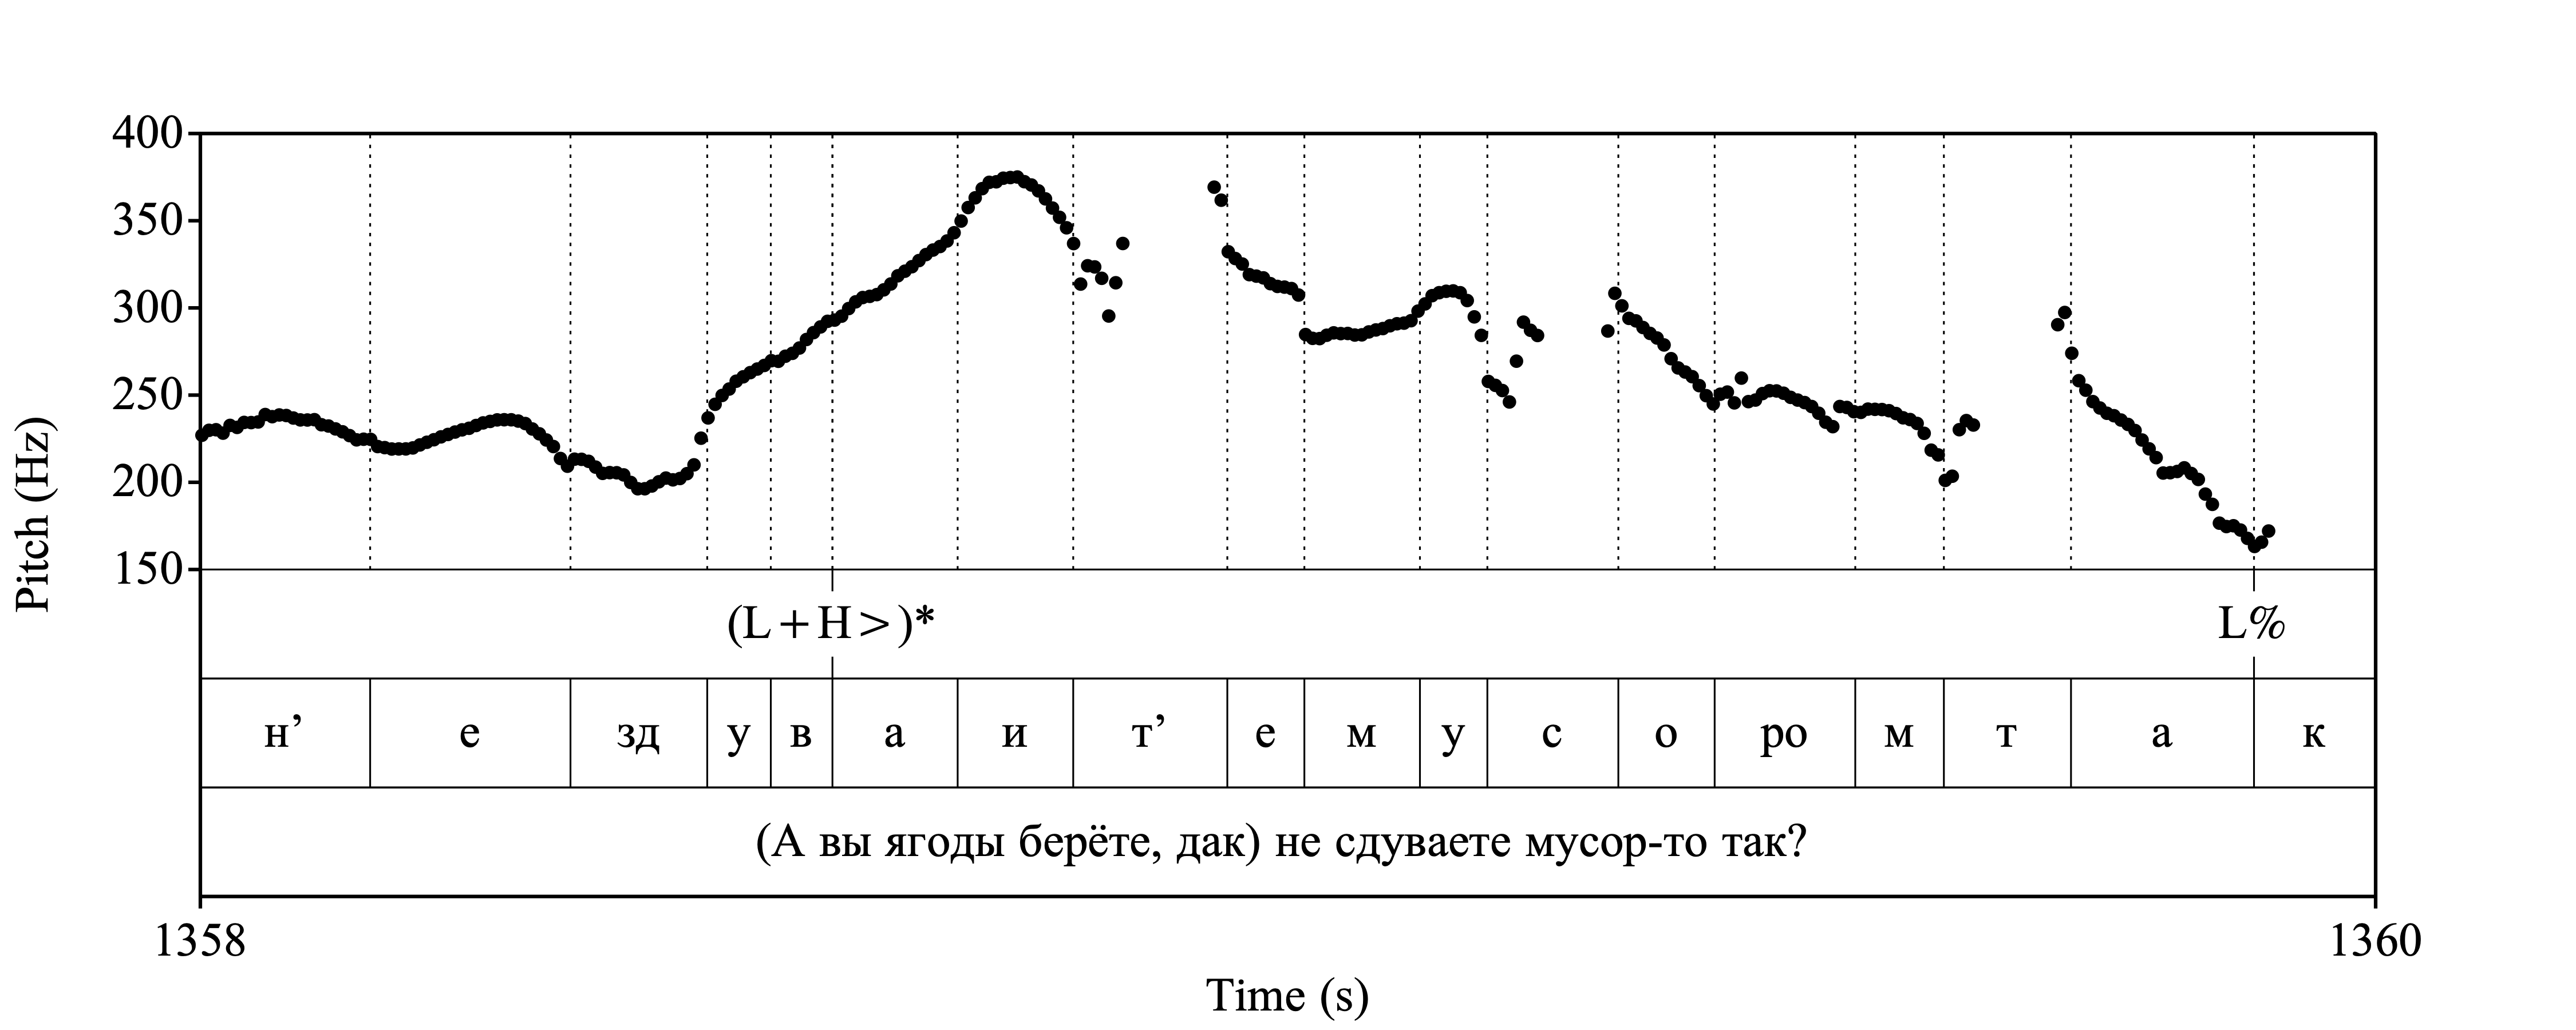 400
350
300
250
200
150
Pitch (Hz)
(L+H>)* L%
н’ е зд у в а и т’ е м у с о ро м т а к
(А вы ягоды берёте, дак) не сдуваете мусор-то так?
1358 1360
Time (s)